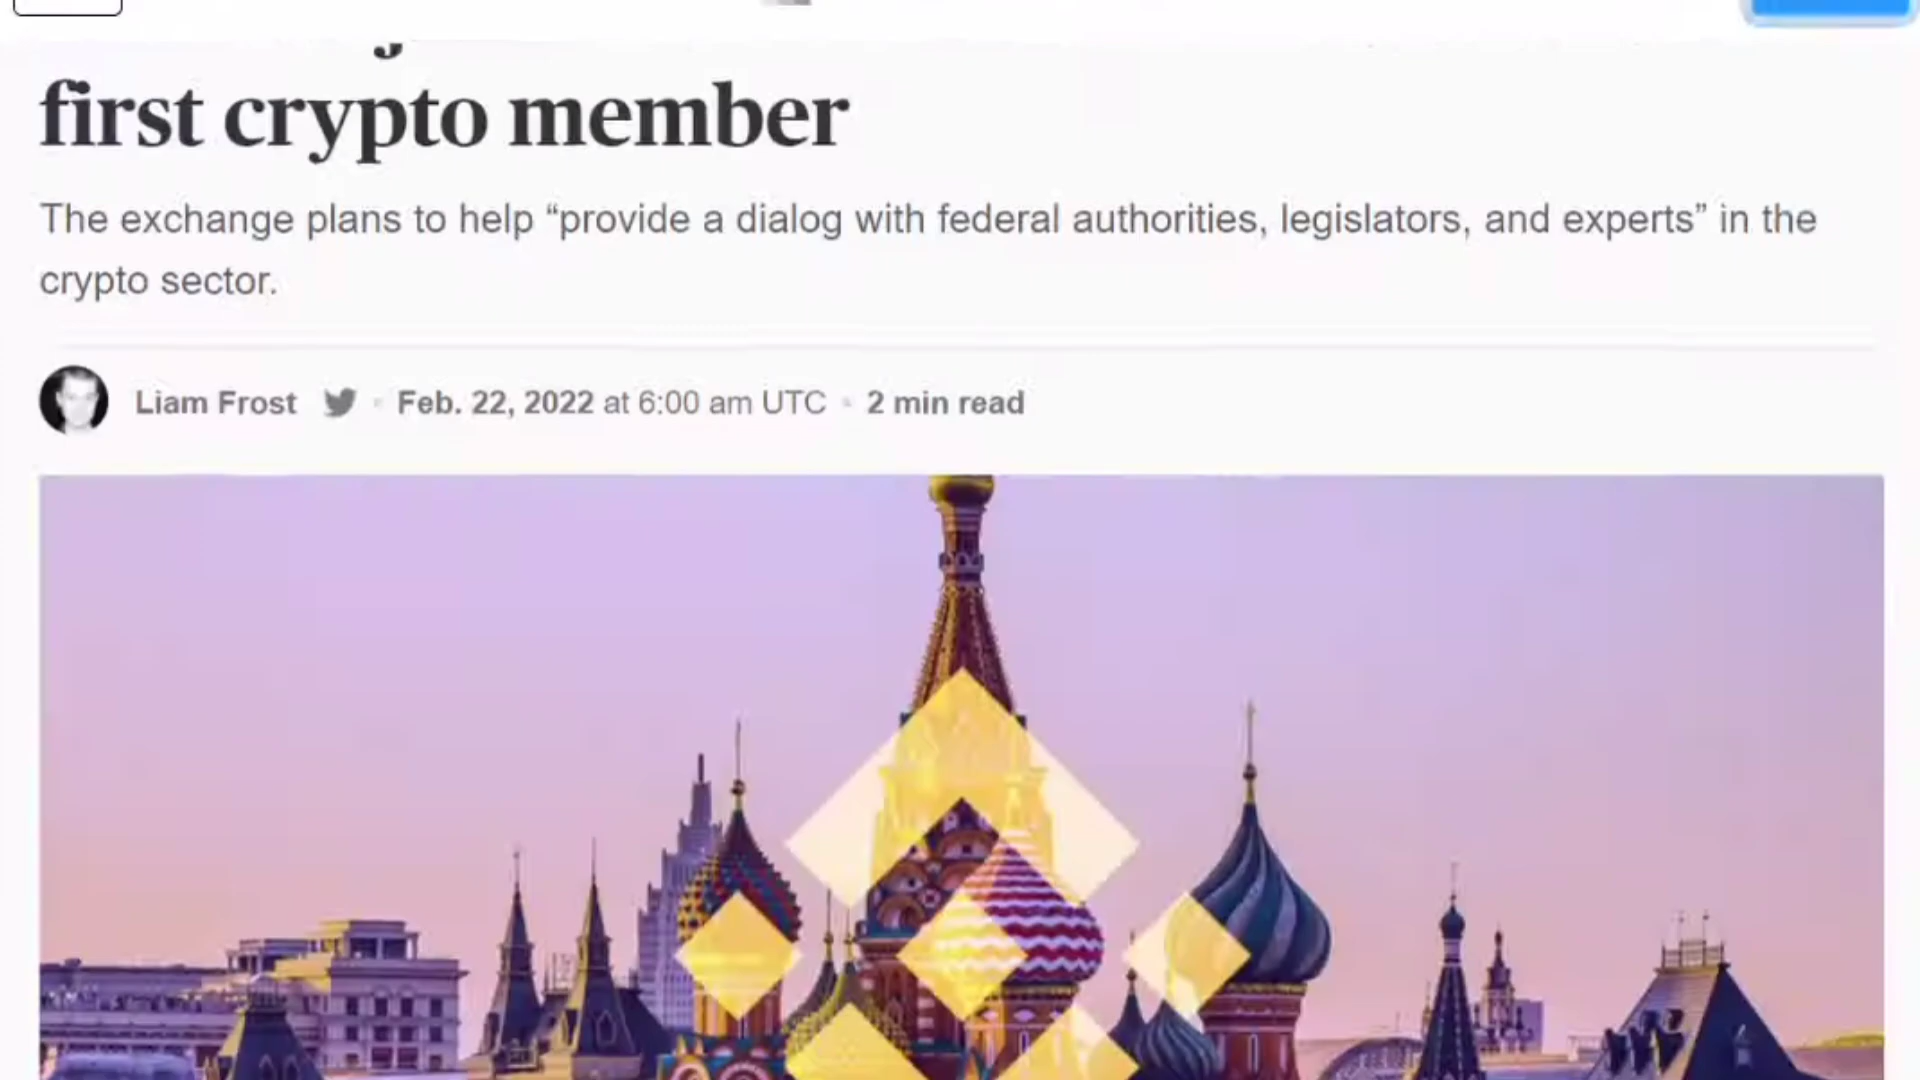 first crypto member
The exchange plans to help “provide a dialog with federal authorities, legislators, and experts” in the
crypto sector.
Liam Frost • Feb. 22, 2022 at 6:00 am UTC • 2 min read